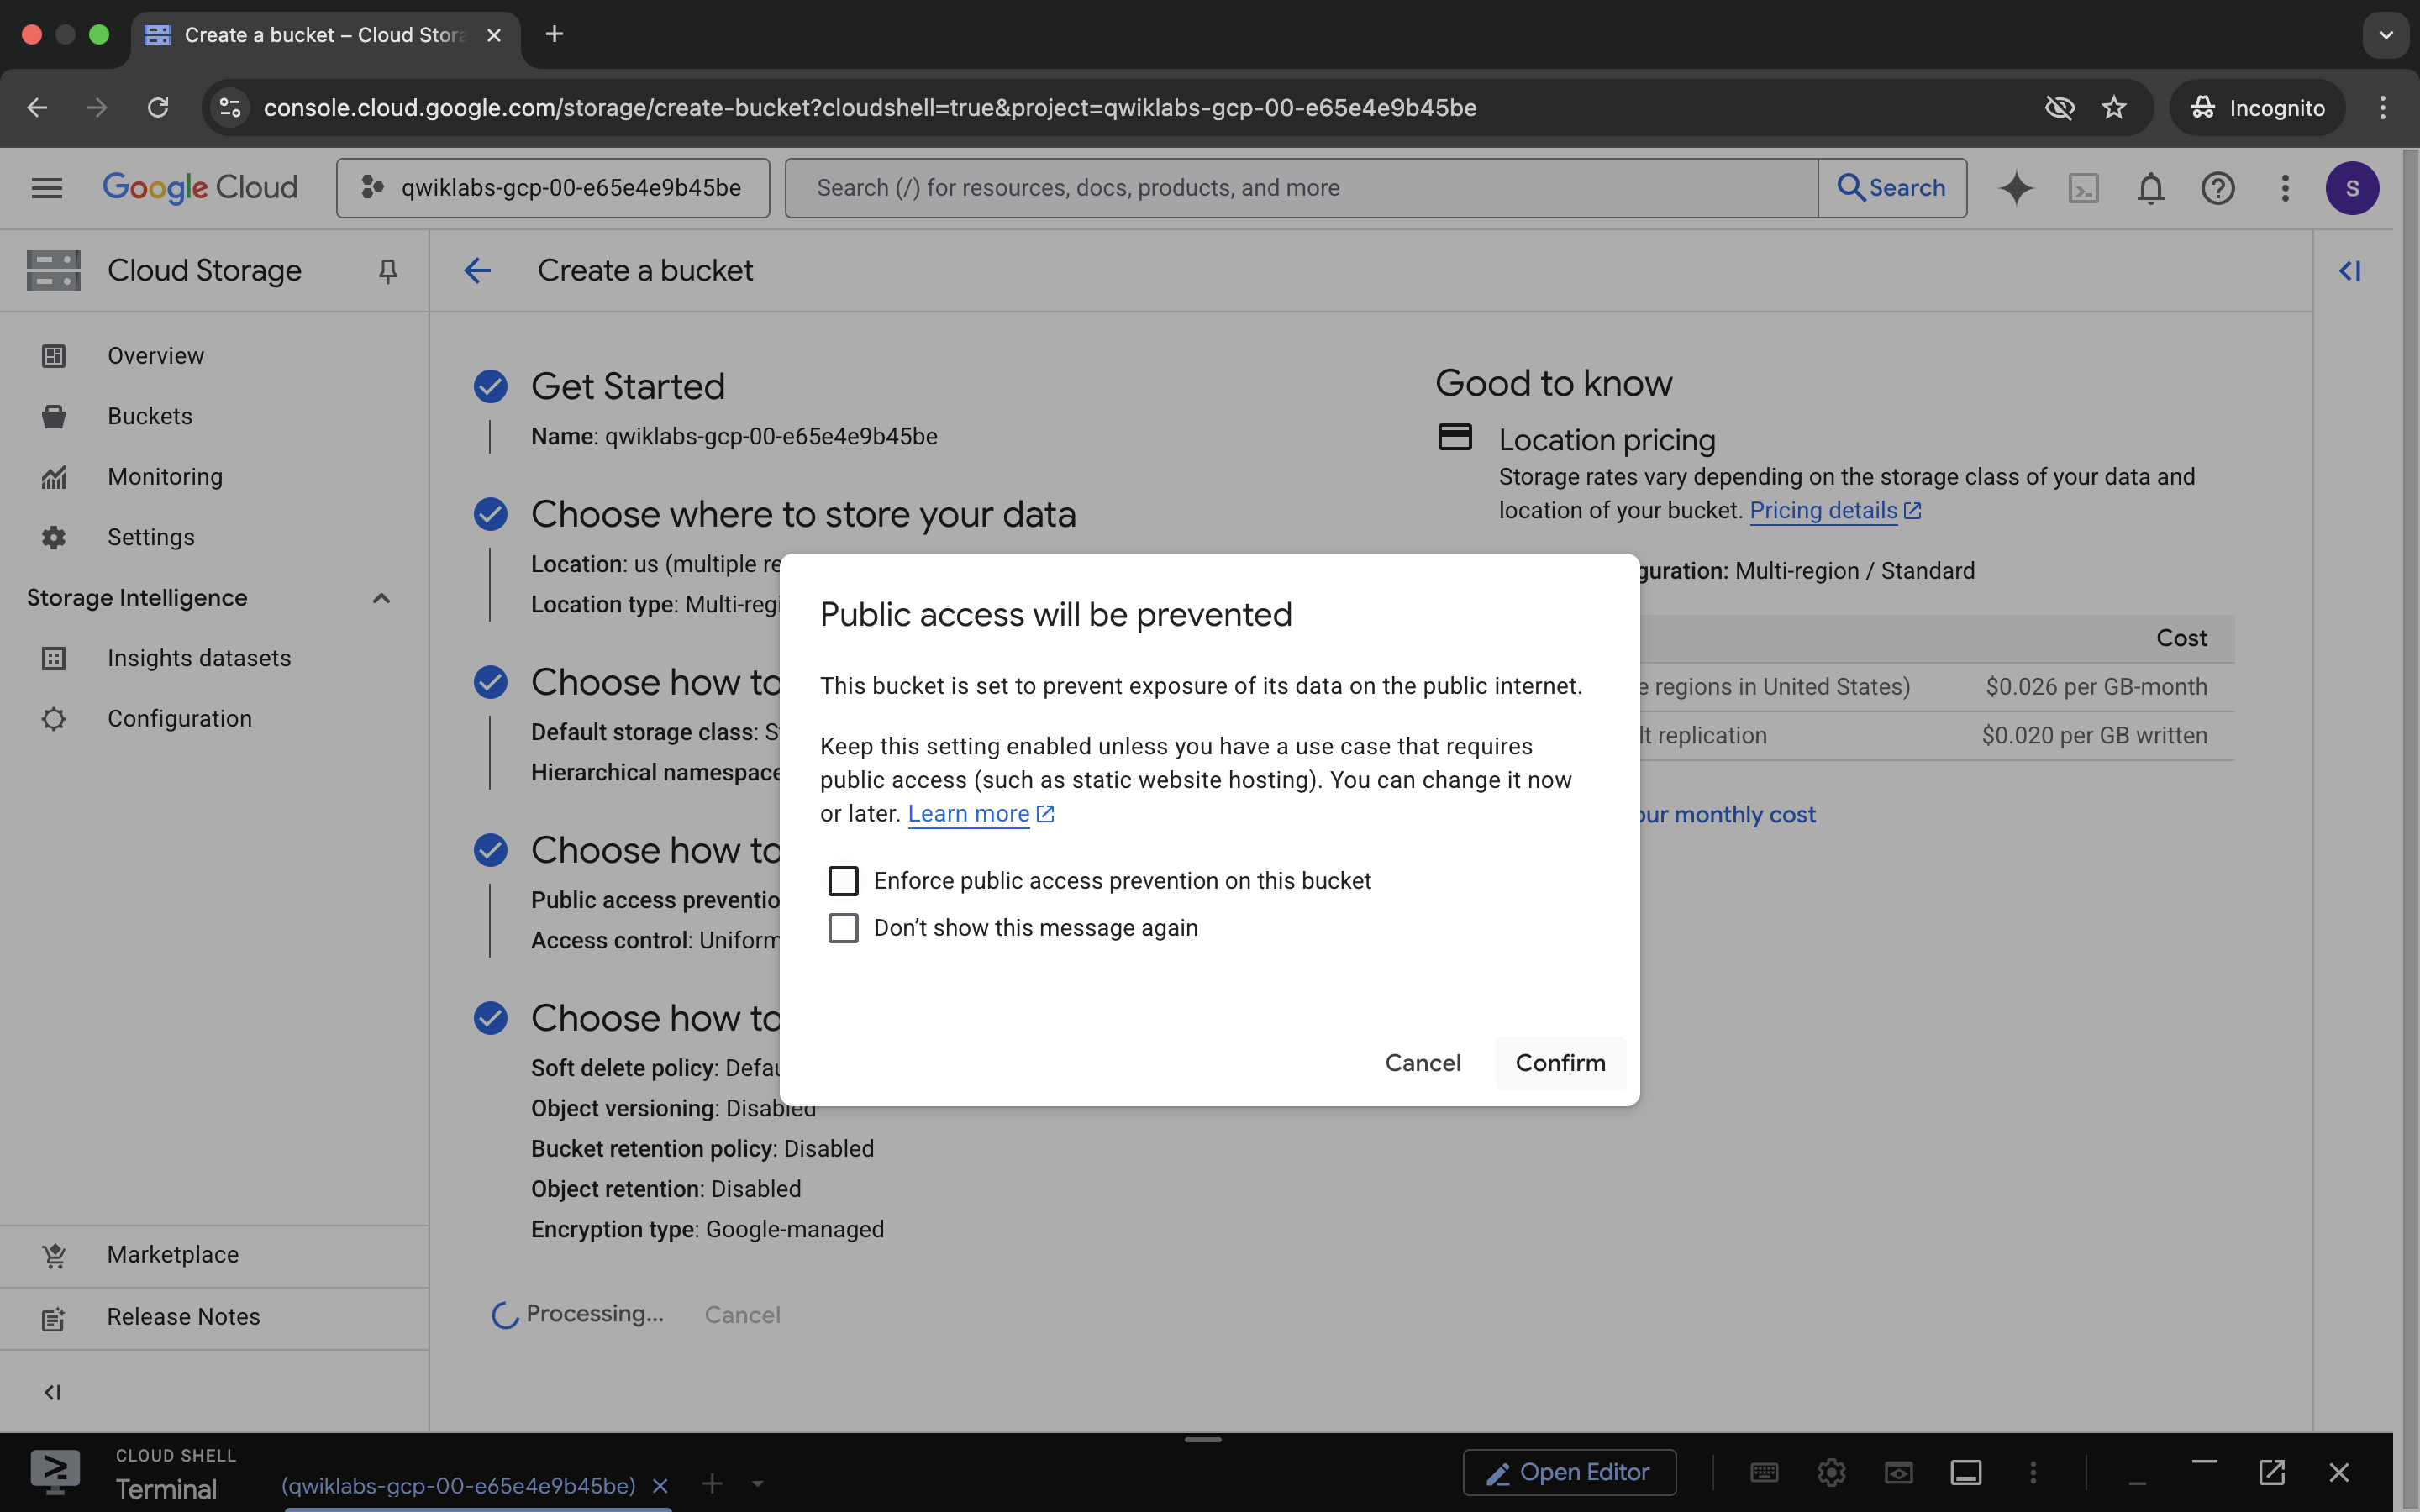 Create a bucket – Cloud Stora
console.cloud.google.com/storage/create-bucket?cloudshell=true&project=qwiklabs-gcp-00-e65e4e9b45be
Incognito
Google Cloud
qwiklabs-gcp-00-e65e4e9b45be
Search (/) for resources, docs, products, and more
Search
S
Cloud Storage
Create a bucket
Overview
Buckets
Monitoring
Settings
Storage Intelligence
Insights datasets
Configuration
Marketplace
Release Notes
Get Started
Name: qwiklabs-gcp-00-e65e4e9b45be
Choose where to store your data
Location: us (multiple re
Location type: Multi-regi
Choose how to
Default storage class: S
Hierarchical namespace
Choose how to
Public access preventio
Access control: Uniform
Choose how to
Soft delete policy: Defau
Object versioning: Disabled
Bucket retention policy: Disabled
Object retention: Disabled
Encryption type: Google-managed
Processing...
Cancel
Good to know
Location pricing
Storage rates vary depending on the storage class of your data and
location of your bucket. Pricing details
guration: Multi-region / Standard
Cost
e regions in United States) $0.026 per GB-month
lt replication $0.020 per GB written
our monthly cost
Public access will be prevented
This bucket is set to prevent exposure of its data on the public internet.
Keep this setting enabled unless you have a use case that requires
public access (such as static website hosting). You can change it now
or later. Learn more
Enforce public access prevention on this bucket
Don’t show this message again
Cancel
Confirm
CLOUD SHELL
Terminal
(qwiklabs-gcp-00-e65e4e9b45be)
Open Editor